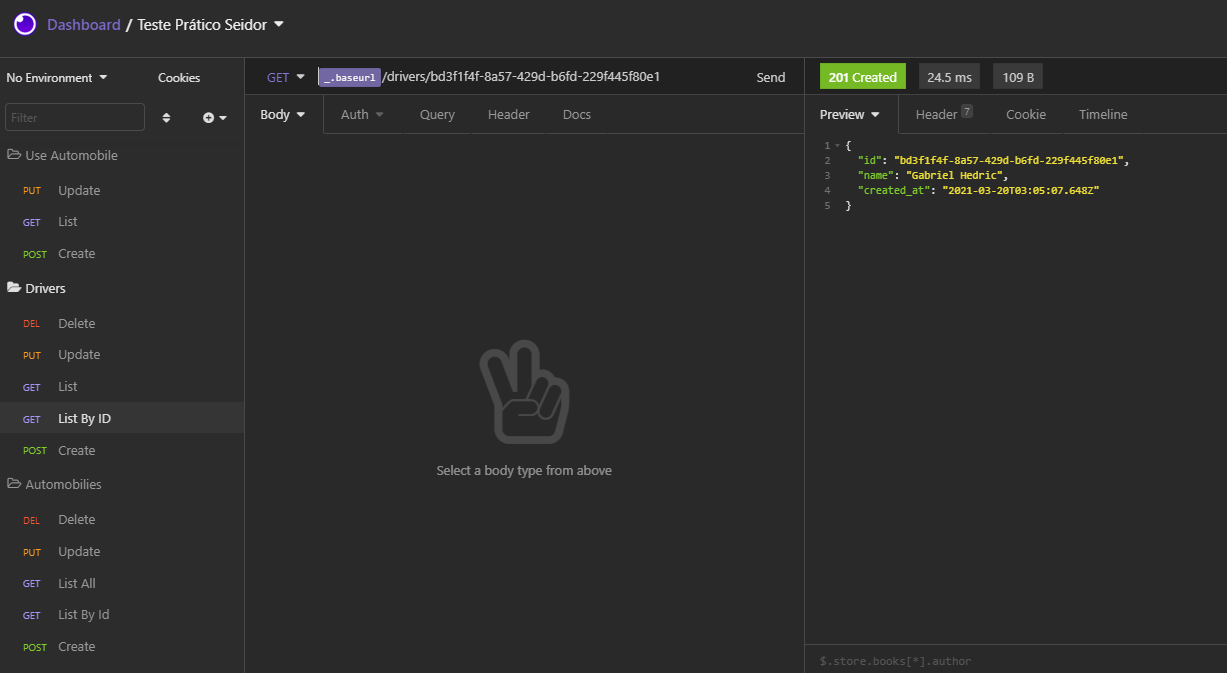 Dashboard / Teste Prático Seidor
No Environment
Cookies
Filter
Use Automobile
PUT Update
GET List
POST Create
Drivers
DEL Delete
PUT Update
GET List
GET List By ID
POST Create
Automobilies
DEL Delete
PUT Update
GET List All
GET List By Id
POST Create
GET _.baseurl/drivers/bd3f1f4f-8a57-429d-b6fd-229f445f80e1 Send
Body Auth Query Header Docs
Select a body type from above
201 Created 24.5 ms 109 B
Preview Header 7 Cookie Timeline
1 {
2 "id": "bd3f1f4f-8a57-429d-b6fd-229f445f80e1",
3 "name": "Gabriel Hedric",
4 "created_at": "2021-03-20T03:05:07.648Z"
5 }
$.store.books[*].author